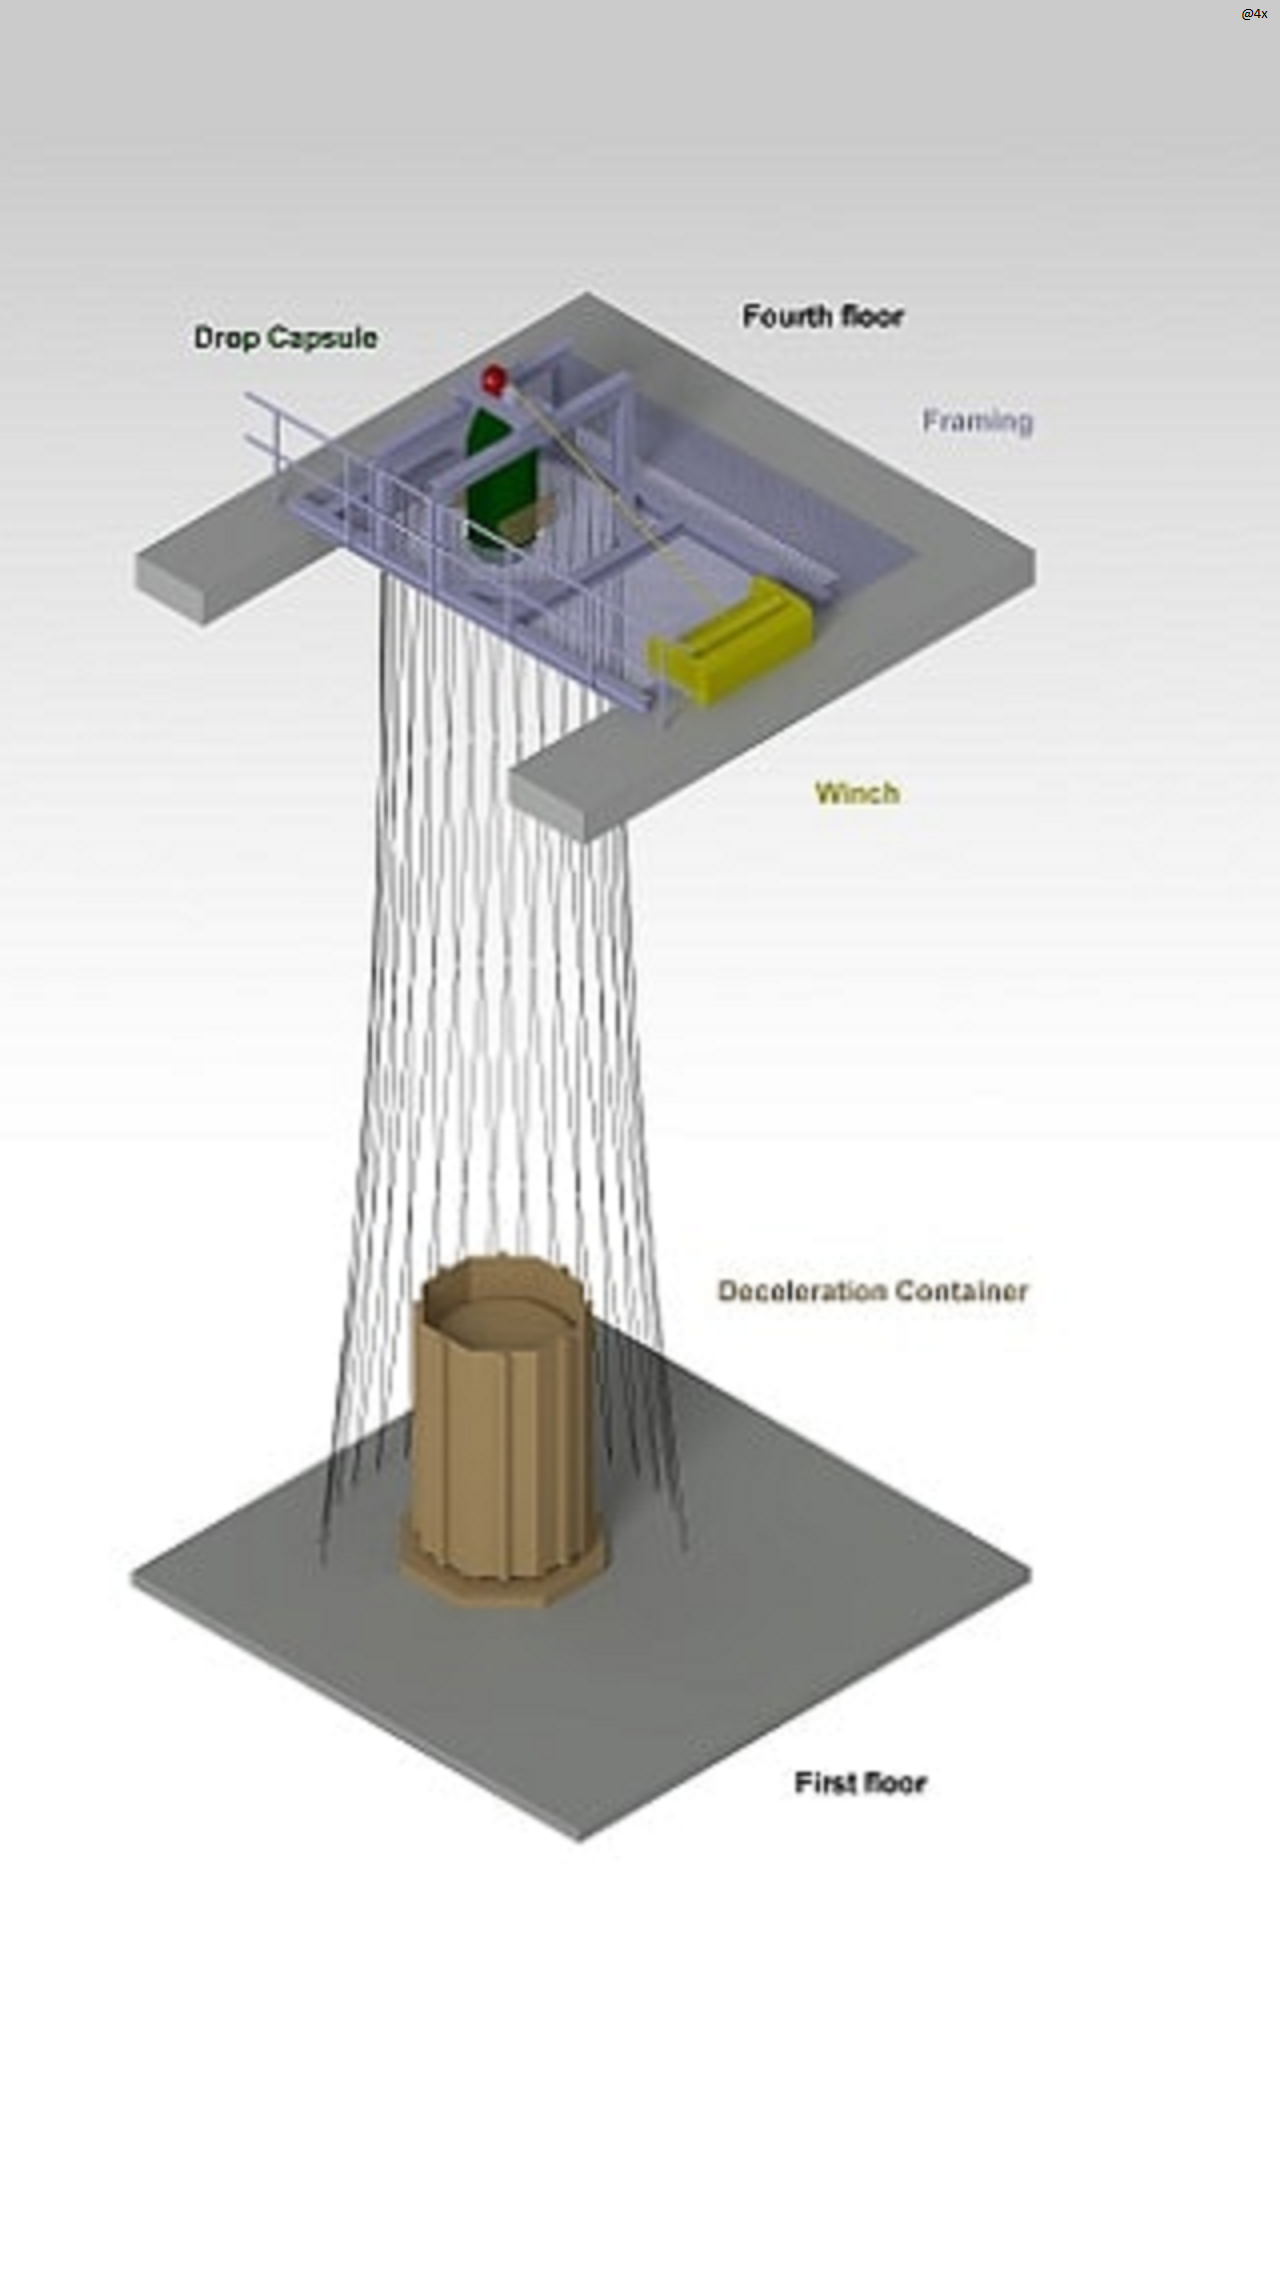 @4x
Fourth floor
Drop Capsule
Framing
Winch
Deceleration Container
First floor